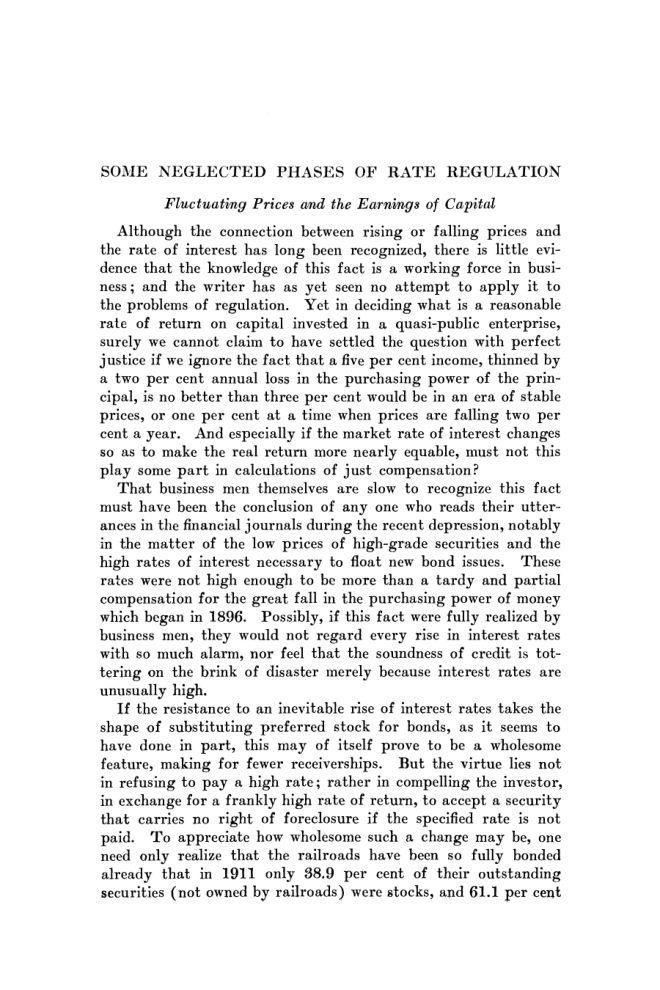 SOME NEGLECTED PHASES OF RATE REGULATION
Fluctuating Prices and the Earnings of Capital
Although the connection between rising or falling prices and
the rate of interest has long been recognized, there is little evi-
dence that the knowledge of this fact is a working force in busi-
ness; and the writer has as yet seen no attempt to apply it to
the problems of regulation. Yet in deciding what is a reasonable
rate of return on capital invested in a quasi-public enterprise,
surely we cannot claim to have settled the question with perfect
justice if we ignore the fact that a five per cent income, thinned by
a two per cent annual loss in the purchasing power of the prin-
cipal, is no better than three per cent would be in an era of stable
prices, or one per cent at a time when prices are falling two per
cent a year. And especially if the market rate of interest changes
so as to make the real return more nearly equable, must not this
play some part in calculations of just compensation?
That business men themselves are slow to recognize this fact
must have been the conclusion of any one who reads their utter-
ances in the financial journals during the recent depression, notably
in the matter of the low prices of high-grade securities and the
high rates of interest necessary to float new bond issues. These
rates were not high enough to be more than a tardy and partial
compensation for the great fall in the purchasing power of money
which began in 1896. Possibly, if this fact were fully realized by
business men, they would not regard every rise in interest rates
with so much alarm, nor feel that the soundness of credit is tot-
tering on the brink of disaster merely because interest rates are
unusually high.
If the resistance to an inevitable rise of interest rates takes the
shape of substituting preferred stock for bonds, as it seems to
have done in part, this may of itself prove to be a wholesome
feature, making for fewer receiverships. But the virtue lies not
in refusing to pay a high rate; rather in compelling the investor,
in exchange for a frankly high rate of return, to accept a security
that carries no right of foreclosure if the specified rate is not
paid. To appreciate how wholesome such a change may be, one
need only realize that the railroads have been so fully bonded
already that in 1911 only 38.9 per cent of their outstanding
securities (not owned by railroads) were stocks, and 61.1 per cent